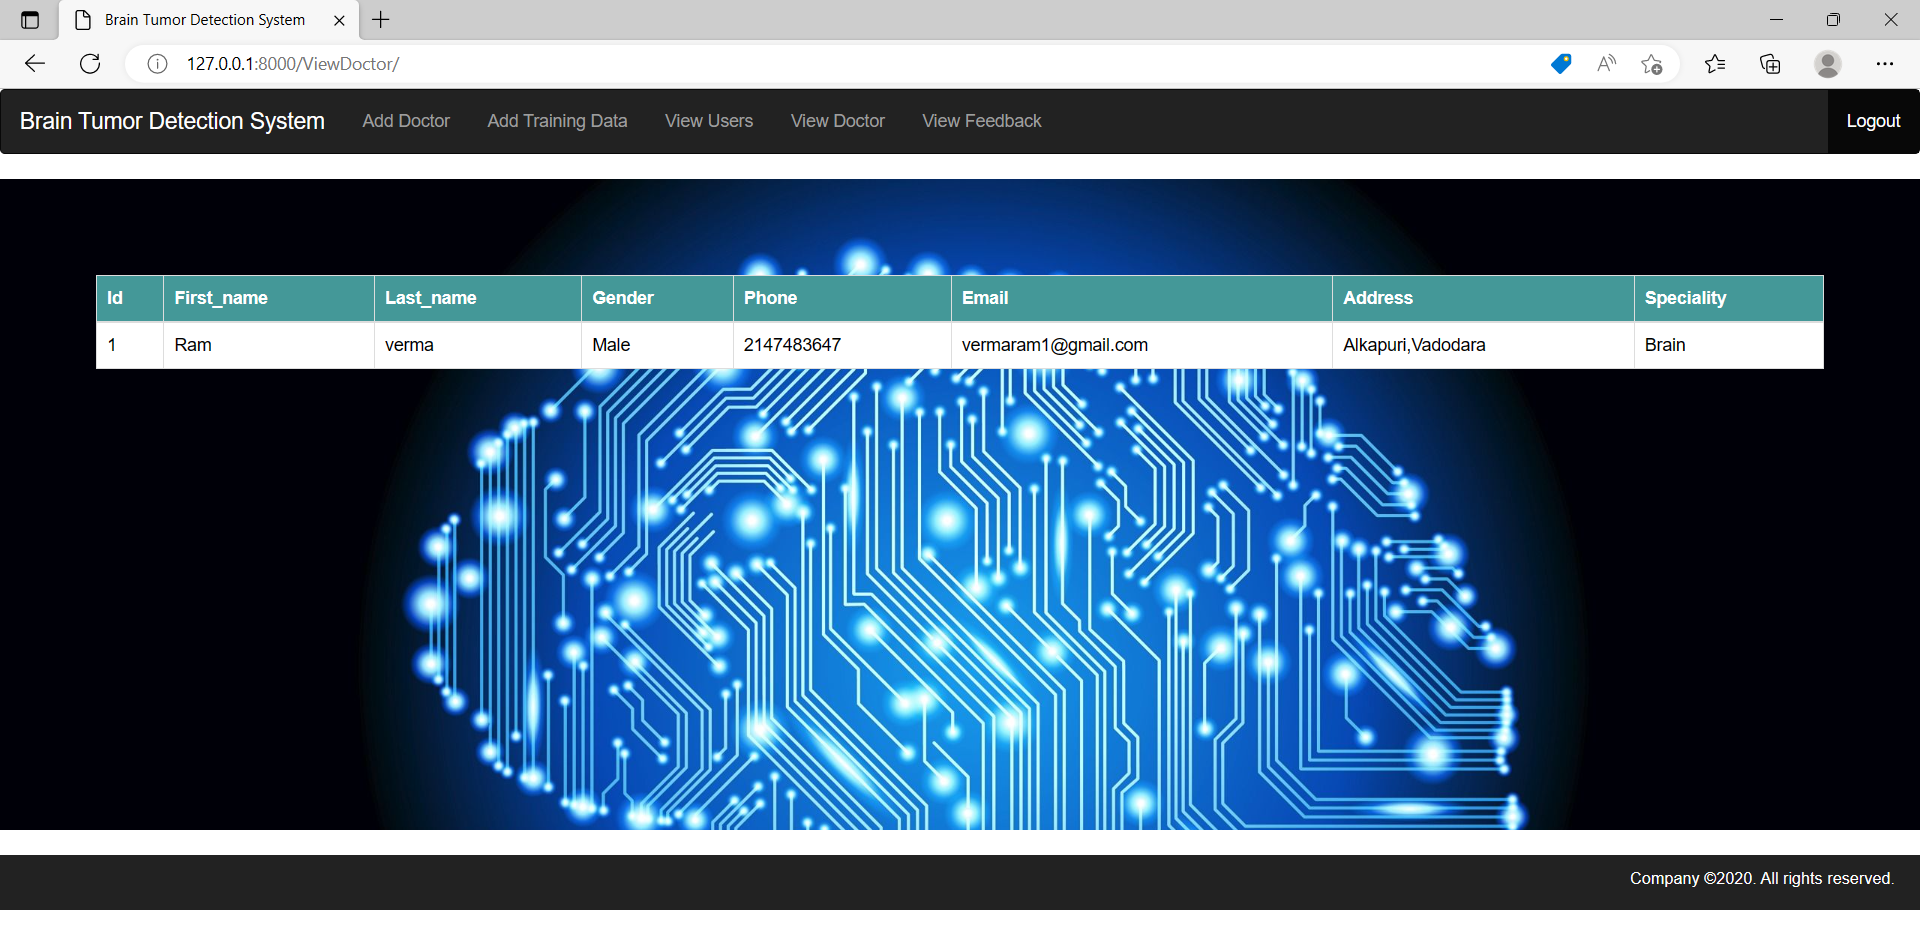 Brain Tumor Detection System
127.0.0.1:8000/ViewDoctor/
Brain Tumor Detection System Add Doctor Add Training Data View Users View Doctor View Feedback Logout
Id First_name Last_name Gender Phone Email Address Speciality
1 Ram verma Male 2147483647 vermaram1@gmail.com Alkapuri,Vadodara Brain
Company ©2020. All rights reserved.